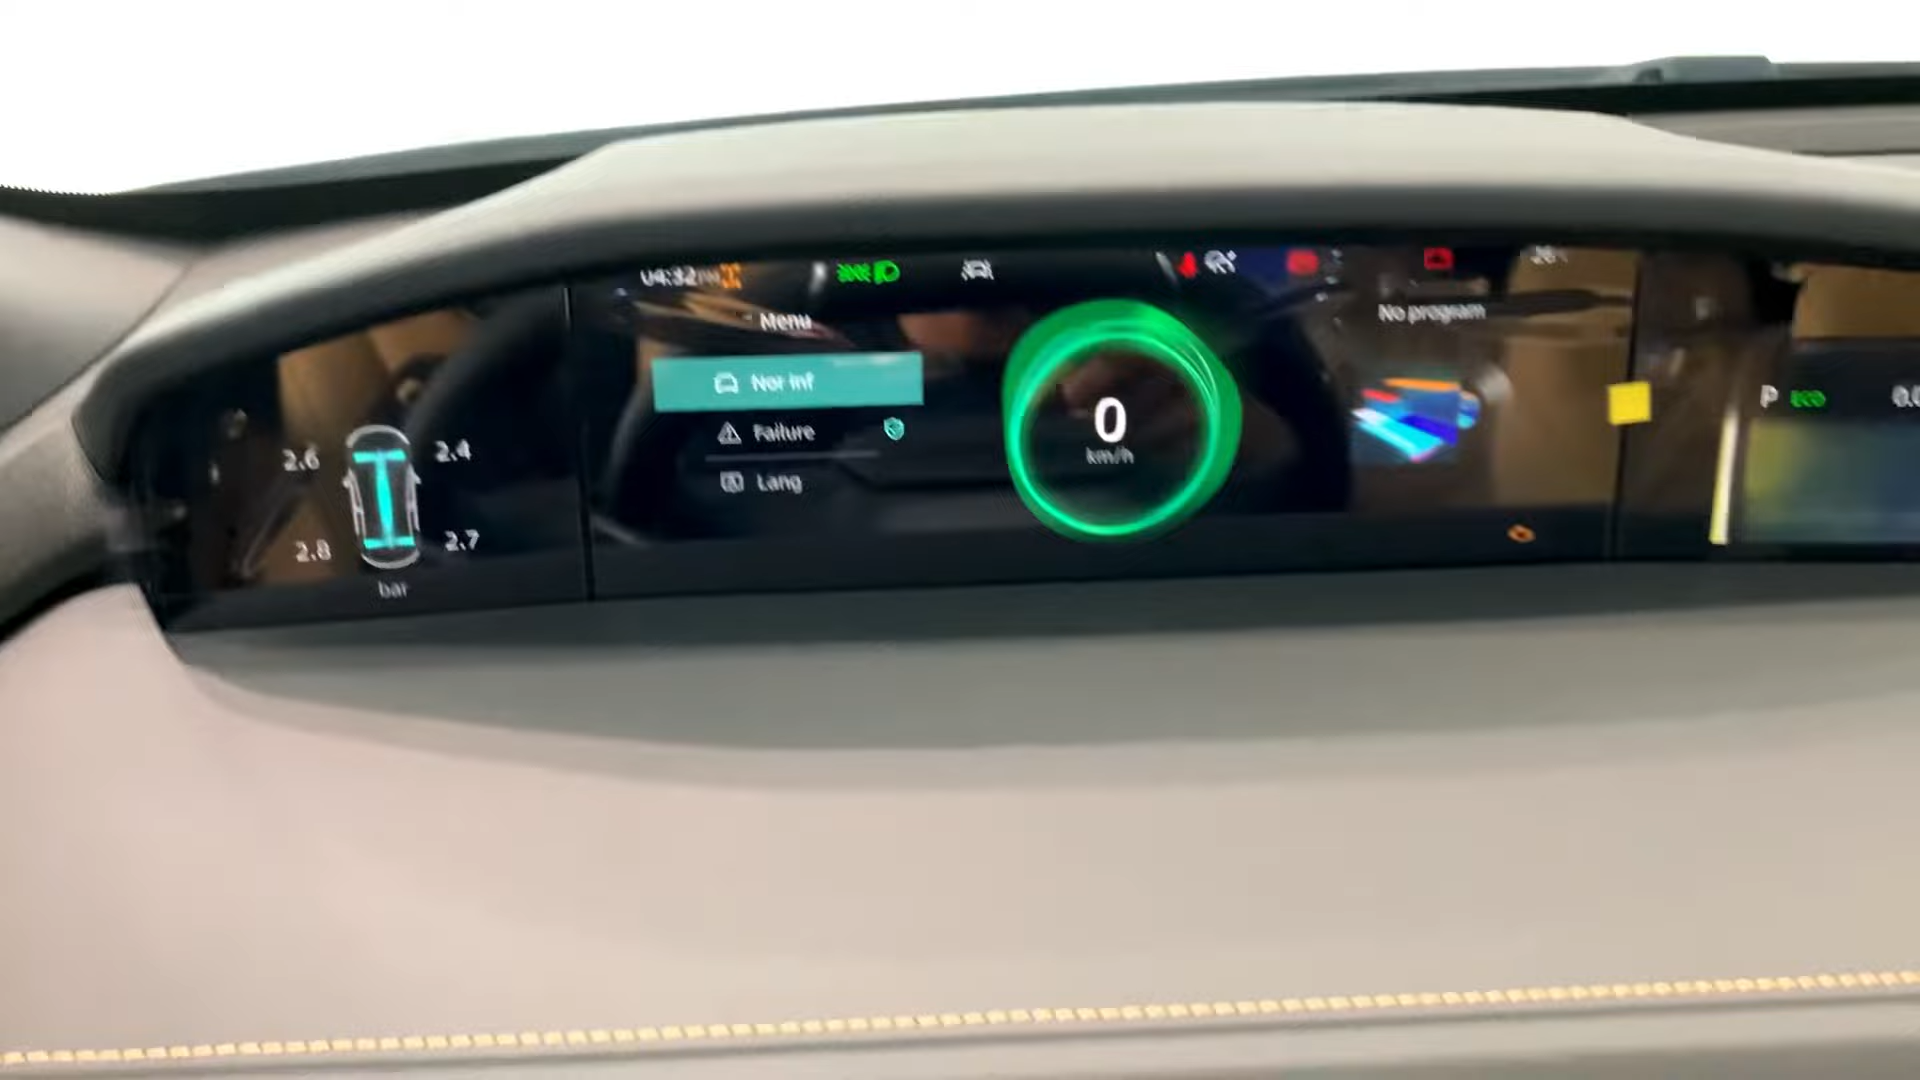 04:32
Menu
Nor inf
Failure
Lang
0
km/h
No program
2.6
2.4
2.8
2.7
bar
P ECO